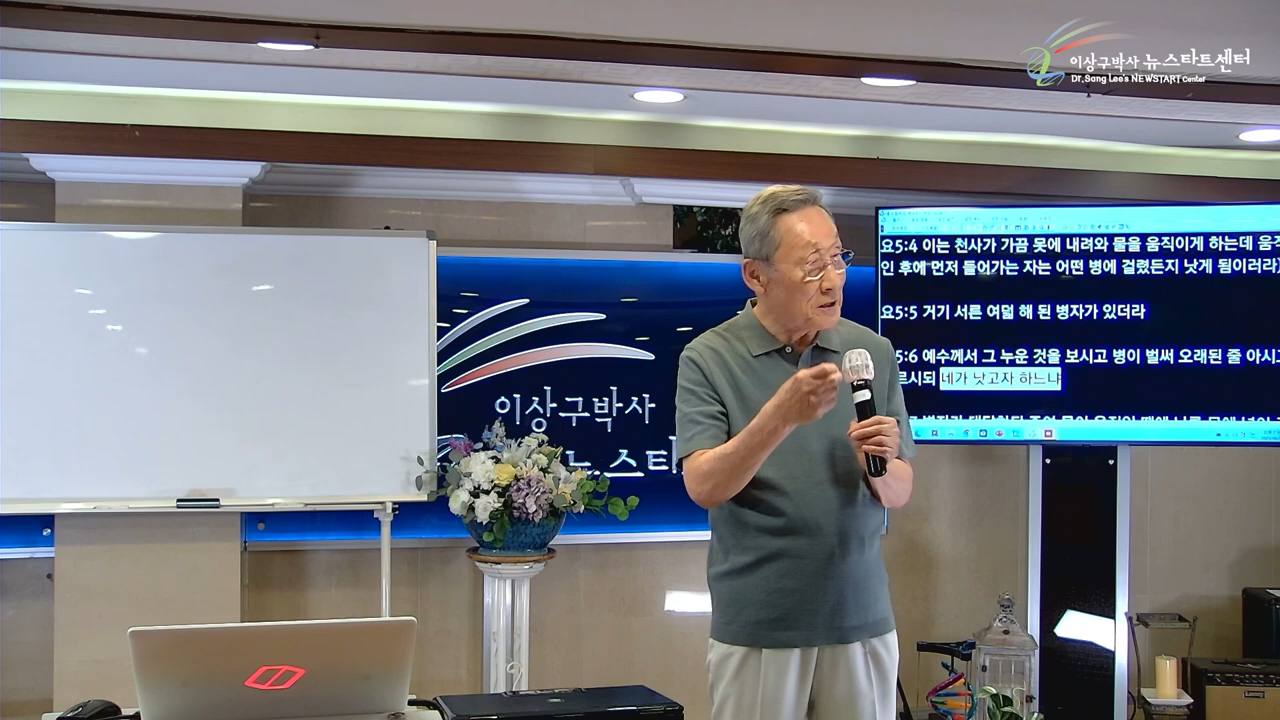 이상구박사 뉴스타트센터
Dr. Sang Lee's NEWSTART Center
이상구박사
뉴스타
요5:4 이는 천사가 가끔 못에 내려와 물을 움직이게 하는데 움직
인 후에 먼저 들어가는 자는 어떤 병에 걸렸든지 낫게 됨이러라)
요5:5 거기 서른 여덟 해 된 병자가 있더라
5:6 예수께서 그 누운 것을 보시고 병이 벌써 오래된 줄 아시고
르시되 네가 낫고자 하느냐